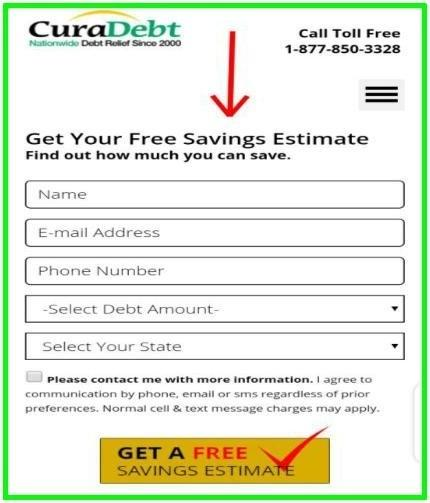 CuraDebt
Nationwide Debt Relief Since 2000
Call Toll Free
1-877-850-3328
Get Your Free Savings Estimate
Find out how much you can save.
Name
E-mail Address
Phone Number
-Select Debt Amount-
Select Your State
Please contact me with more information. I agree to
communication by phone, email or sms regardless of prior
preferences. Normal cell & text message charges may apply.
GET A FREE
SAVINGS ESTIMATE